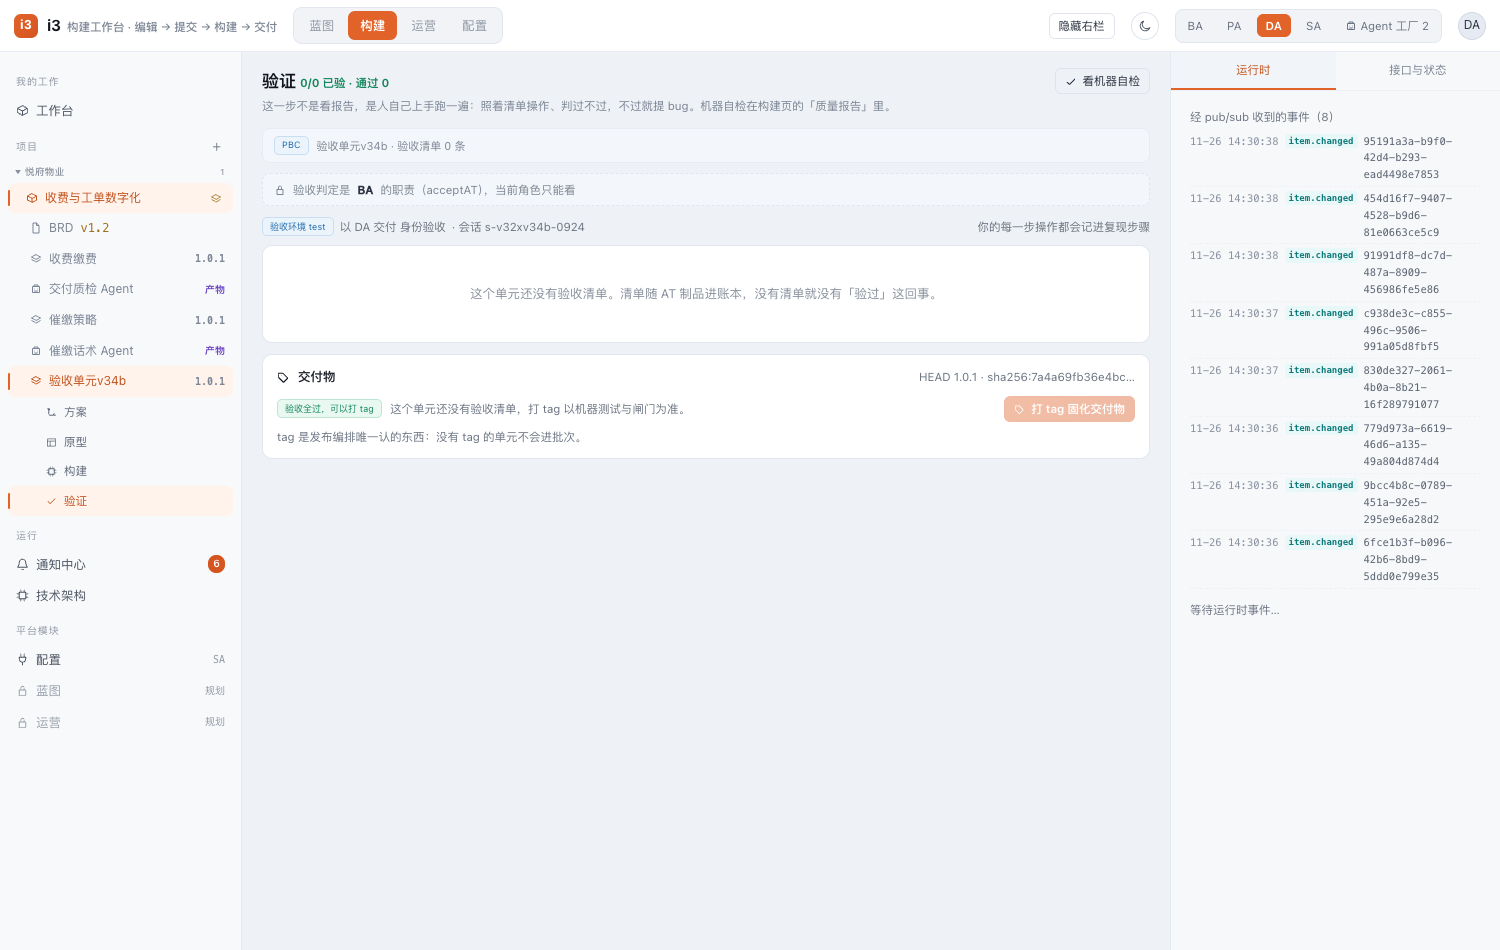 i3 i3 构建工作台 · 编辑 → 提交 → 构建 → 交付 蓝图 构建 运营 配置 隐藏右栏 BA PA DA SA Agent 工厂 2 DA
我的工作
工作台
项目 +
悦府物业 1
收费与工单数字化
BRD v1.2
收费缴费 1.0.1
交付质检 Agent 产物
催缴策略 1.0.1
催缴话术 Agent 产物
验收单元v34b 1.0.1
方案
原型
构建
验证
运行
通知中心 6
技术架构
平台模块
配置 SA
蓝图 规划
运营 规划
验证 0/0 已验 · 通过 0 看机器自检
这一步不是看报告，是人自己上手跑一遍：照着清单操作、判过不过，不过就提 bug。机器自检在构建页的「质量报告」里。
PBC 验收单元v34b · 验收清单 0 条
验收判定是 BA 的职责（acceptAT），当前角色只能看
验收环境 test 以 DA 交付 身份验收 · 会话 s-v32xv34b-0924 你的每一步操作都会记进复现步骤
这个单元还没有验收清单。清单随 AT 制品进账本，没有清单就没有「验过」这回事。
交付物 HEAD 1.0.1 · sha256:7a4a69fb36e4bc...
验收全过，可以打 tag 这个单元还没有验收清单，打 tag 以机器测试与闸门为准。 打 tag 固化交付物
tag 是发布编排唯一认的东西：没有 tag 的单元不会进批次。
运行时 接口与状态
经 pub/sub 收到的事件（8）
11-26 14:30:38 item.changed 95191a3a-b9f0-
42d4-b293-
ead4498e7853
11-26 14:30:38 item.changed 454d16f7-9407-
4528-b9d6-
81e0663ce5c9
11-26 14:30:38 item.changed 91991df8-dc7d-
487a-8909-
456986fe5e86
11-26 14:30:37 item.changed c938de3c-c855-
496c-9506-
991a05d8fbf5
11-26 14:30:37 item.changed 830de327-2061-
4b0a-8b21-
16f289791077
11-26 14:30:36 item.changed 779d973a-6619-
46d6-a135-
49a804d874d4
11-26 14:30:36 item.changed 9bcc4b8c-0789-
451a-92e5-
295e9e6a28d2
11-26 14:30:36 item.changed 6fce1b3f-b096-
42b6-8bd9-
5ddd0e799e35
等待运行时事件...